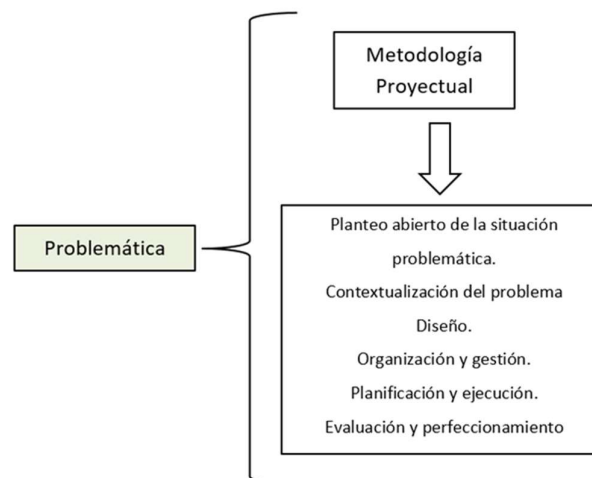 Metodología
Proyectual
Problemática
Planteo abierto de la situación
problemática.
Contextualización del problema
Diseño.
Organización y gestión.
Planificación y ejecución.
Evaluación y perfeccionamiento